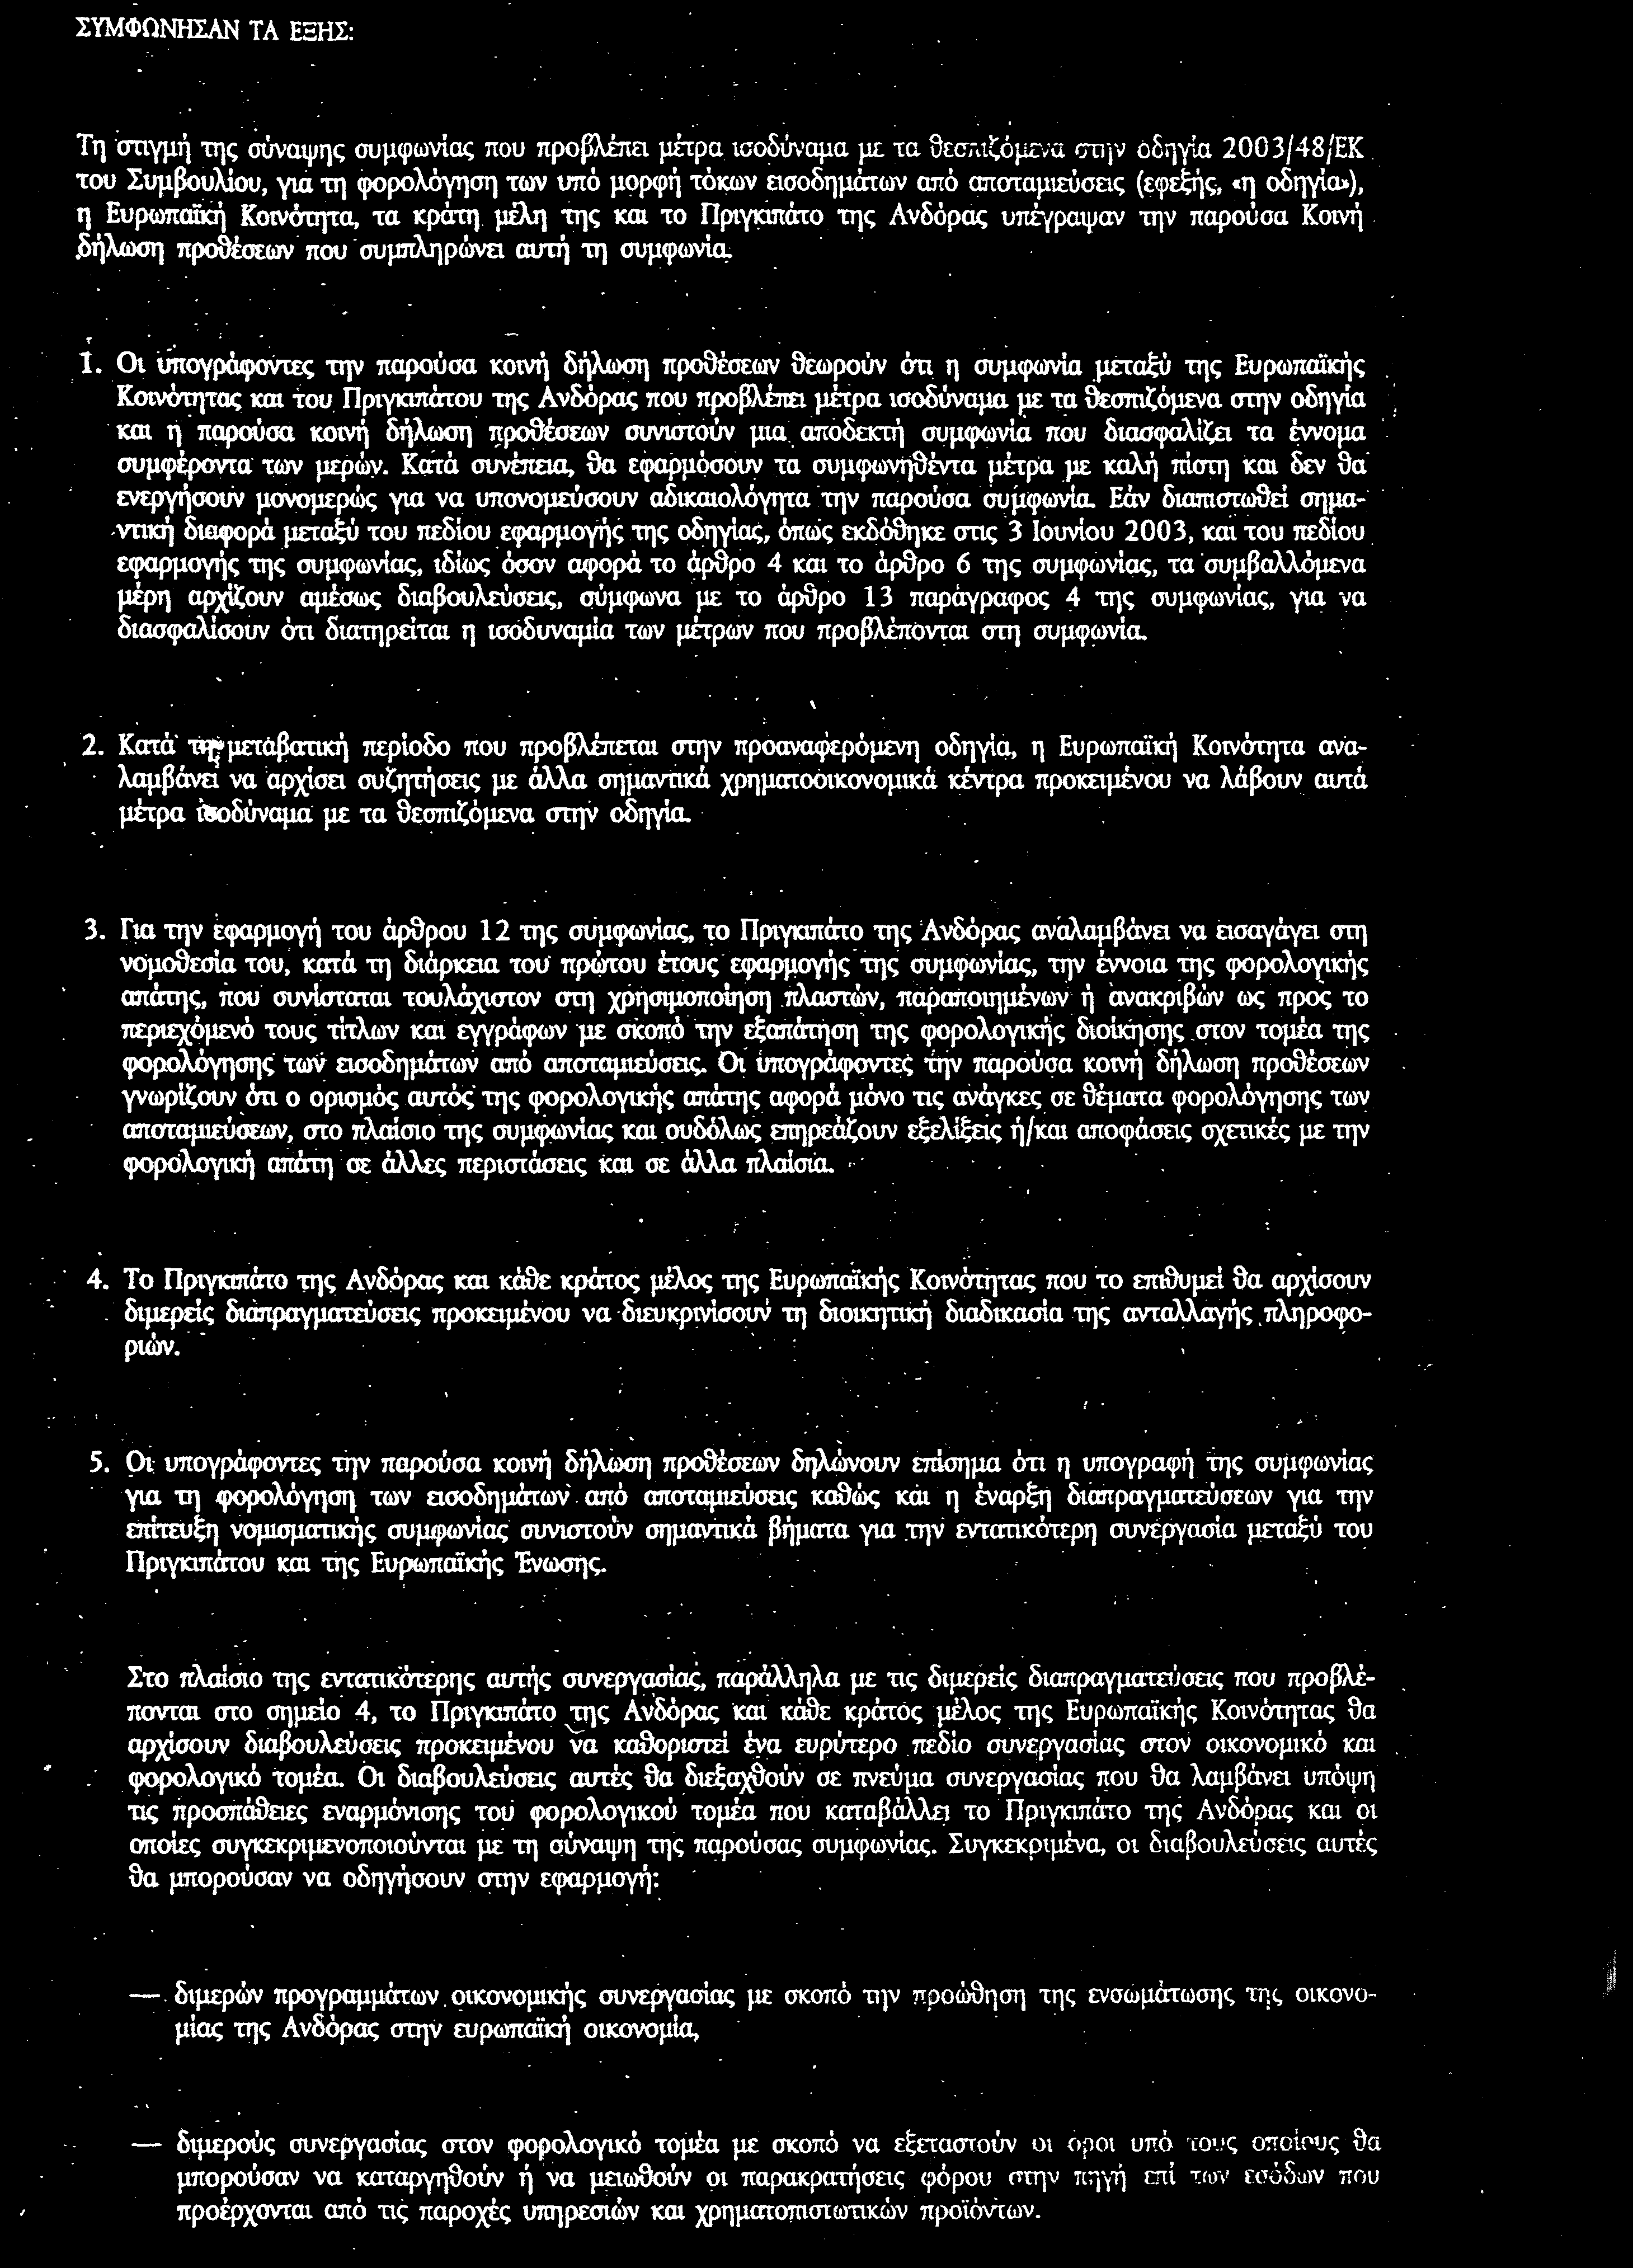 ΣΥΜΦΩΝΗΣΑΝ ΤΑ ΕΞΗΣ:
Τη στιγμή της σύναψης συμφωνίας που προβλέπει μέτρα ισοδύναμα με τα θεσπιζόμενα στην οδηγία 2003/48/ΕΚ
του Συμβουλίου, για τη φορολόγηση των υπό μορφή τόκων εισοδημάτων από αποταμιεύσεις (εφεξής, «η οδηγία»),
η Ευρωπαϊκή Κοινότητα, τα κράτη μέλη της και το Πριγκιπάτο της Ανδόρας υπέγραψαν την παρούσα Κοινή
δήλωση προθέσεων που συμπληρώνει αυτή τη συμφωνία.
1. Οι υπογράφοντες την παρούσα κοινή δήλωση προθέσεων θεωρούν ότι η συμφωνία μεταξύ της Ευρωπαϊκής
Κοινότητας και του Πριγκιπάτου της Ανδόρας που προβλέπει μέτρα ισοδύναμα με τα θεσπιζόμενα στην οδηγία
και η παρούσα κοινή δήλωση προθέσεων συνιστούν μια αποδεκτή συμφωνία που διασφαλίζει τα έννομα
συμφέροντα των μερών. Κατά συνέπεια, θα εφαρμόσουν τα συμφωνηθέντα μέτρα με καλή πίστη και δεν θα
ενεργήσουν μονομερώς για να υπονομεύσουν αδικαιολόγητα την παρούσα συμφωνία. Εάν διαπιστωθεί σημα-
ντική διαφορά μεταξύ του πεδίου εφαρμογής της οδηγίας, όπως εκδόθηκε στις 3 Ιουνίου 2003, και του πεδίου
εφαρμογής της συμφωνίας, ιδίως όσον αφορά το άρθρο 4 και το άρθρο 6 της συμφωνίας, τα συμβαλλόμενα
μέρη αρχίζουν αμέσως διαβουλεύσεις, σύμφωνα με το άρθρο 13 παράγραφος 4 της συμφωνίας, για να
διασφαλίσουν ότι διατηρείται η ισοδυναμία των μέτρων που προβλέπονται στη συμφωνία.
2. Κατά τη μεταβατική περίοδο που προβλέπεται στην προαναφερόμενη οδηγία, η Ευρωπαϊκή Κοινότητα ανα-
λαμβάνει να αρχίσει συζητήσεις με άλλα σημαντικά χρηματοοικονομικά κέντρα προκειμένου να λάβουν αυτά
μέτρα ισοδύναμα με τα θεσπιζόμενα στην οδηγία.
3. Για την εφαρμογή του άρθρου 12 της συμφωνίας, το Πριγκιπάτο της Ανδόρας αναλαμβάνει να εισαγάγει στη
νομοθεσία του, κατά τη διάρκεια του πρώτου έτους εφαρμογής της συμφωνίας, την έννοια της φορολογικής
απάτης, που συνίσταται τουλάχιστον στη χρησιμοποίηση πλαστών, παραποιημένων ή ανακριβών ως προς το
περιεχόμενό τους τίτλων και εγγράφων με σκοπό την εξαπάτηση της φορολογικής διοίκησης στον τομέα της
φορολόγησης των εισοδημάτων από αποταμιεύσεις. Οι υπογράφοντες την παρούσα κοινή δήλωση προθέσεων
γνωρίζουν ότι ο ορισμός αυτός της φορολογικής απάτης αφορά μόνο τις ανάγκες σε θέματα φορολόγησης των
αποταμιεύσεων, στο πλαίσιο της συμφωνίας και ουδόλως επηρεάζουν εξελίξεις ή/και αποφάσεις σχετικές με την
φορολογική απάτη σε άλλες περιστάσεις και σε άλλα πλαίσια.
4. Το Πριγκιπάτο της Ανδόρας και κάθε κράτος μέλος της Ευρωπαϊκής Κοινότητας που το επιθυμεί θα αρχίσουν
διμερείς διαπραγματεύσεις προκειμένου να διευκρινίσουν τη διοικητική διαδικασία της ανταλλαγής πληροφο-
ριών.
5. Οι υπογράφοντες την παρούσα κοινή δήλωση προθέσεων δηλώνουν επίσημα ότι η υπογραφή της συμφωνίας
για τη φορολόγηση των εισοδημάτων από αποταμιεύσεις καθώς και η έναρξη διαπραγματεύσεων για την
επίτευξη νομισματικής συμφωνίας συνιστούν σημαντικά βήματα για την εντατικότερη συνεργασία μεταξύ του
Πριγκιπάτου και της Ευρωπαϊκής Ένωσης.
Στο πλαίσιο της εντατικότερης αυτής συνεργασίας, παράλληλα με τις διμερείς διαπραγματεύσεις που προβλέ-
πονται στο σημείο 4, το Πριγκιπάτο της Ανδόρας και κάθε κράτος μέλος της Ευρωπαϊκής Κοινότητας θα
αρχίσουν διαβουλεύσεις προκειμένου να καθοριστεί ένα ευρύτερο πεδίο συνεργασίας στον οικονομικό και
φορολογικό τομέα. Οι διαβουλεύσεις αυτές θα διεξαχθούν σε πνεύμα συνεργασίας που θα λαμβάνει υπόψη
τις προσπάθειες εναρμόνισης του φορολογικού τομέα που καταβάλλει το Πριγκιπάτο της Ανδόρας και οι
οποίες συγκεκριμενοποιούνται με τη σύναψη της παρούσας συμφωνίας. Συγκεκριμένα, οι διαβουλεύσεις αυτές
θα μπορούσαν να οδηγήσουν στην εφαρμογή:
— διμερών προγραμμάτων οικονομικής συνεργασίας με σκοπό την προώθηση της ενσωμάτωσης της οικονο-
μίας της Ανδόρας στην ευρωπαϊκή οικονομία,
— διμερούς συνεργασίας στον φορολογικό τομέα με σκοπό να εξεταστούν οι όροι υπό τους οποίους θα
μπορούσαν να καταργηθούν ή να μειωθούν οι παρακρατήσεις φόρου στην πηγή επί των εσόδων που
προέρχονται από τις παροχές υπηρεσιών και χρηματοπιστωτικών προϊόντων.